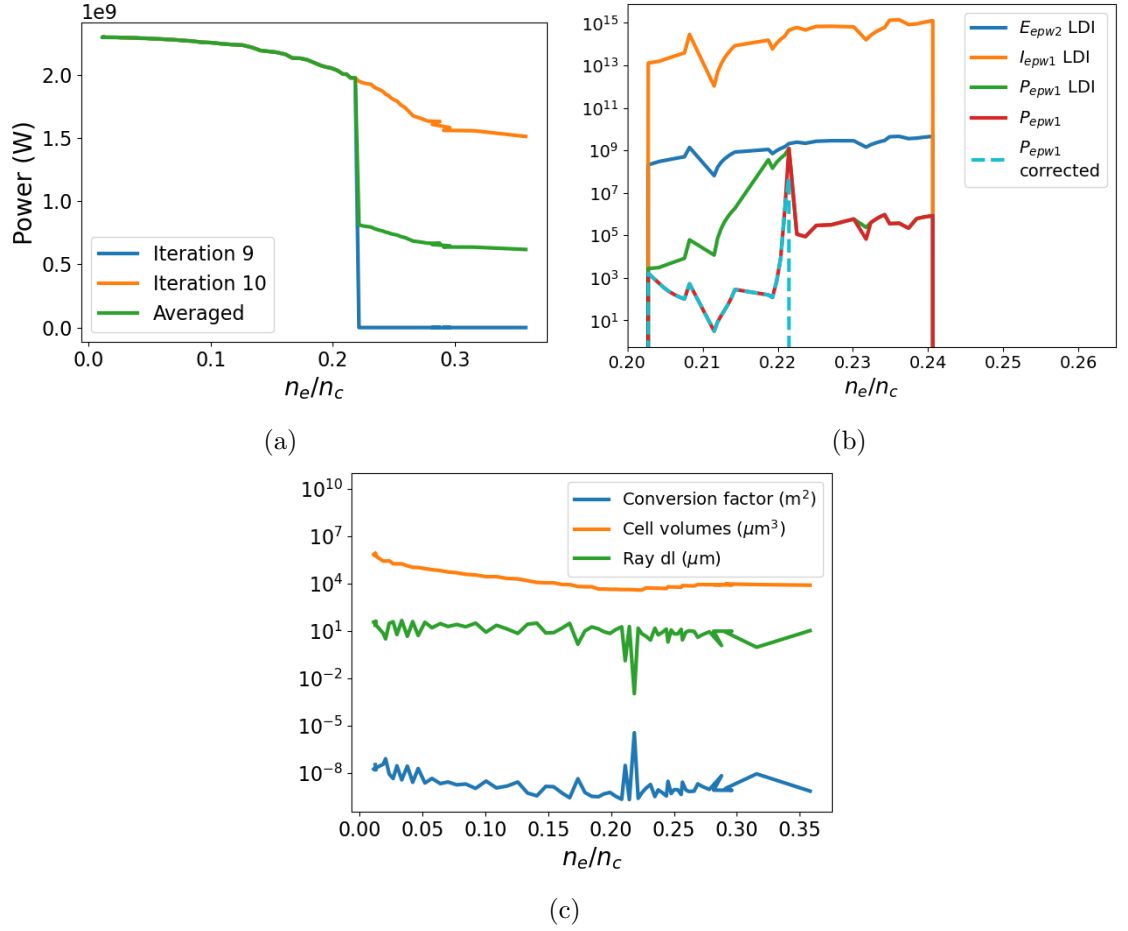 1e9
Power (W)
2.0
1.5
1.0
0.5
0.0
Iteration 9
Iteration 10
Averaged
0.0 0.1 0.2 0.3
n_e/n_c
(a)
10^15
10^13
10^11
10^9
10^7
10^5
10^3
10^1
E_epw2 LDI
I_epw1 LDI
P_epw1 LDI
P_epw1
P_epw1
corrected
0.20 0.21 0.22 0.23 0.24 0.25 0.26
n_e/n_c
(b)
10^10
10^7
10^4
10^1
10^−2
10^−5
10^−8
Conversion factor (m²)
Cell volumes (μm³)
Ray dl (μm)
0.00 0.05 0.10 0.15 0.20 0.25 0.30 0.35
n_e/n_c
(c)